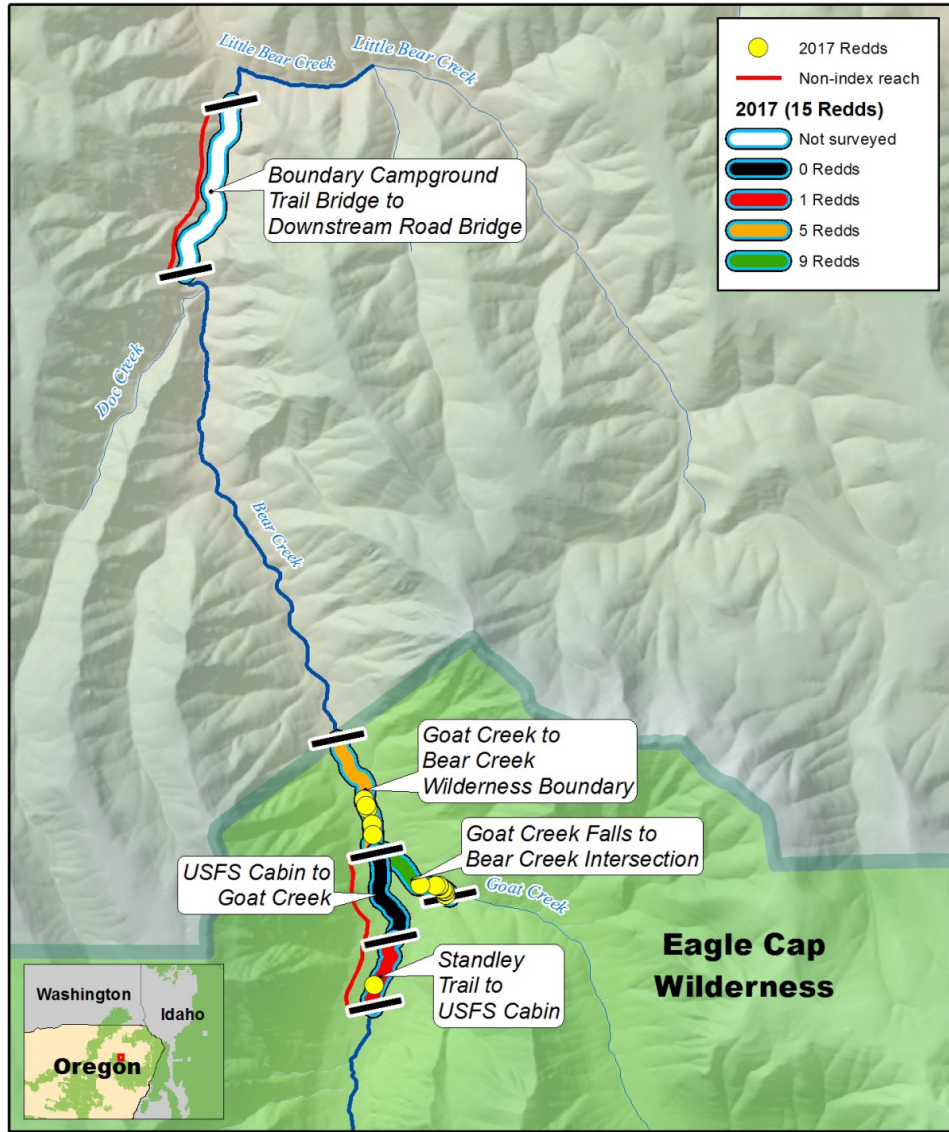 Little Bear Creek
Little Bear Creek
2017 Redds
Non-index reach
2017 (15 Redds)
Not surveyed
0 Redds
1 Redds
5 Redds
9 Redds
Boundary Campground
Trail Bridge to
Downstream Road Bridge
Doc Creek
Bear Creek
Goat Creek to
Bear Creek
Wilderness Boundary
Goat Creek Falls to
Bear Creek Intersection
USFS Cabin to
Goat Creek
Goat Creek
Eagle Cap
Wilderness
Standley
Trail to
USFS Cabin
Washington
Idaho
Oregon